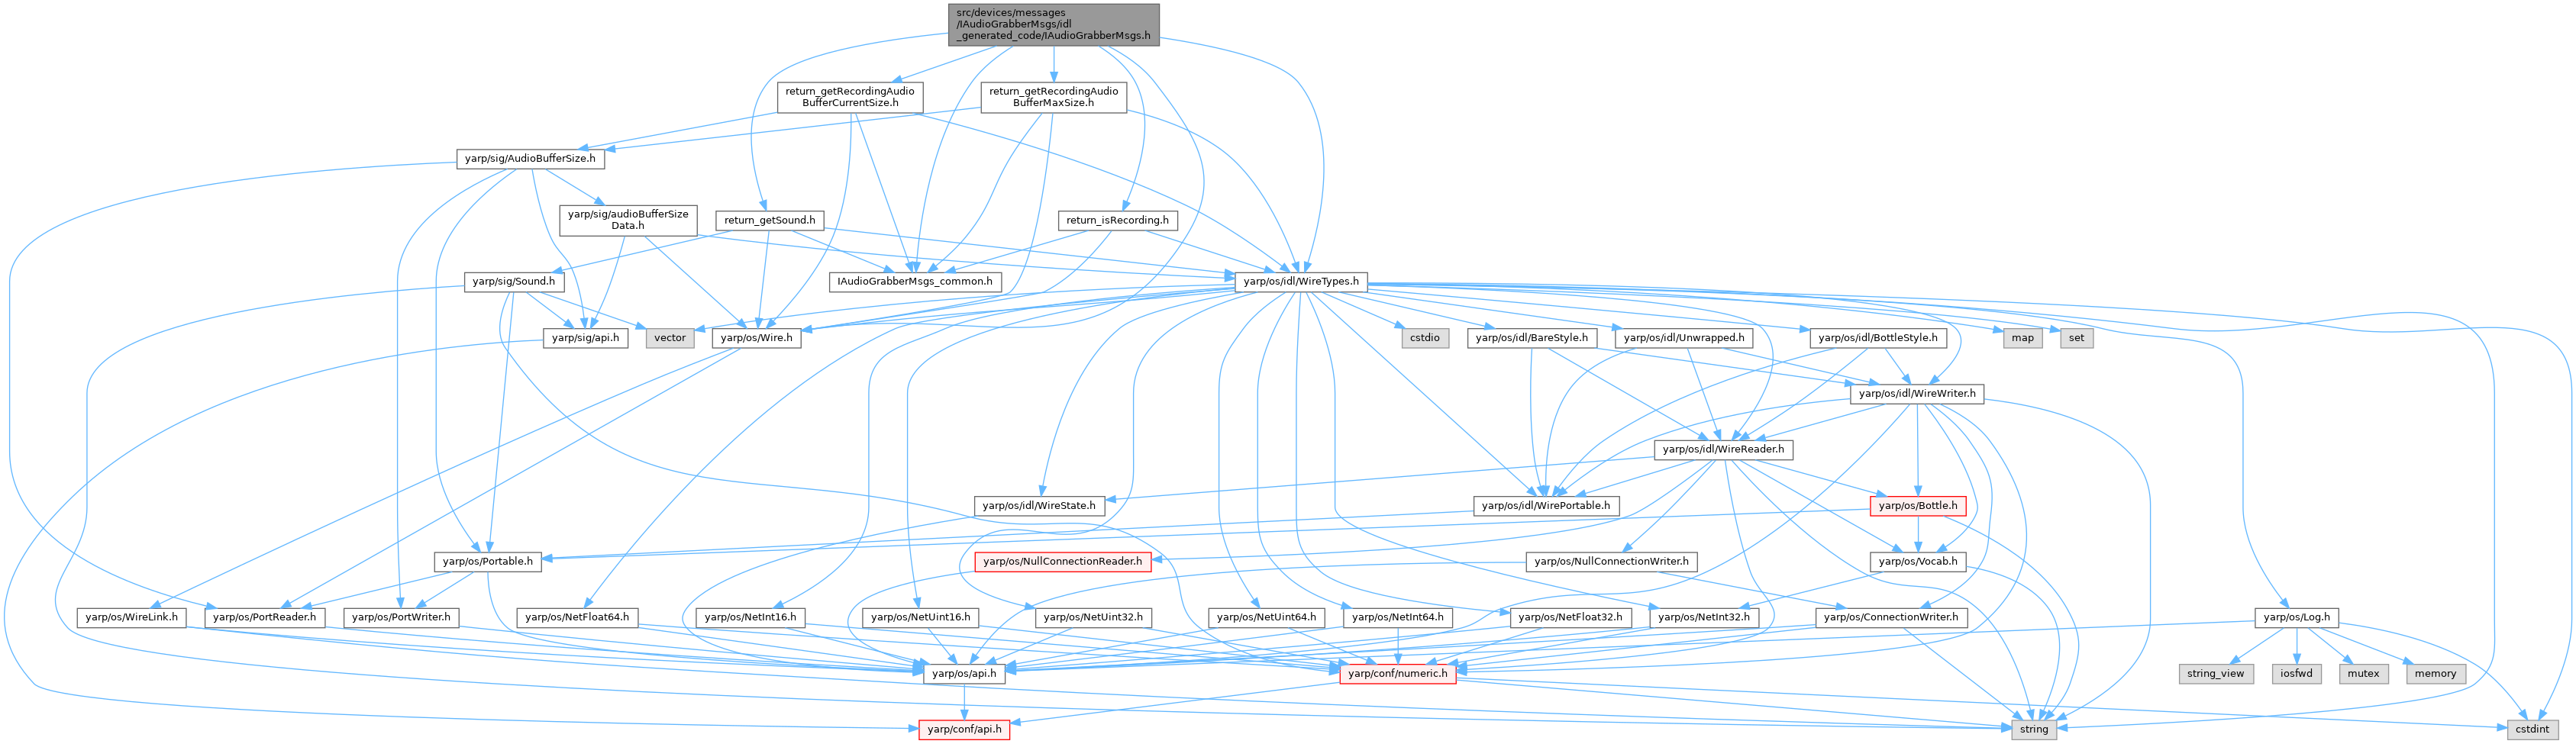 src/devices/messages
/IAudioGrabberMsgs/idl
_generated_code/IAudioGrabberMsgs.h
return_getRecordingAudio
BufferCurrentSize.h
return_getRecordingAudio
BufferMaxSize.h
yarp/sig/AudioBufferSize.h
yarp/sig/audioBufferSize
Data.h
return_getSound.h
return_isRecording.h
yarp/sig/Sound.h
IAudioGrabberMsgs_common.h
yarp/os/idl/WireTypes.h
yarp/sig/api.h
vector
yarp/os/Wire.h
cstdio
yarp/os/idl/BareStyle.h
yarp/os/idl/Unwrapped.h
yarp/os/idl/BottleStyle.h
map
set
yarp/os/idl/WireWriter.h
yarp/os/idl/WireReader.h
yarp/os/idl/WireState.h
yarp/os/idl/WirePortable.h
yarp/os/Bottle.h
yarp/os/Portable.h
yarp/os/NullConnectionReader.h
yarp/os/NullConnectionWriter.h
yarp/os/Vocab.h
yarp/os/WireLink.h
yarp/os/PortReader.h
yarp/os/PortWriter.h
yarp/os/NetFloat64.h
yarp/os/NetInt16.h
yarp/os/NetUint16.h
yarp/os/NetUint32.h
yarp/os/NetUint64.h
yarp/os/NetInt64.h
yarp/os/NetFloat32.h
yarp/os/NetInt32.h
yarp/os/ConnectionWriter.h
yarp/os/Log.h
yarp/os/api.h
yarp/conf/numeric.h
string_view
iosfwd
mutex
memory
yarp/conf/api.h
string
cstdint